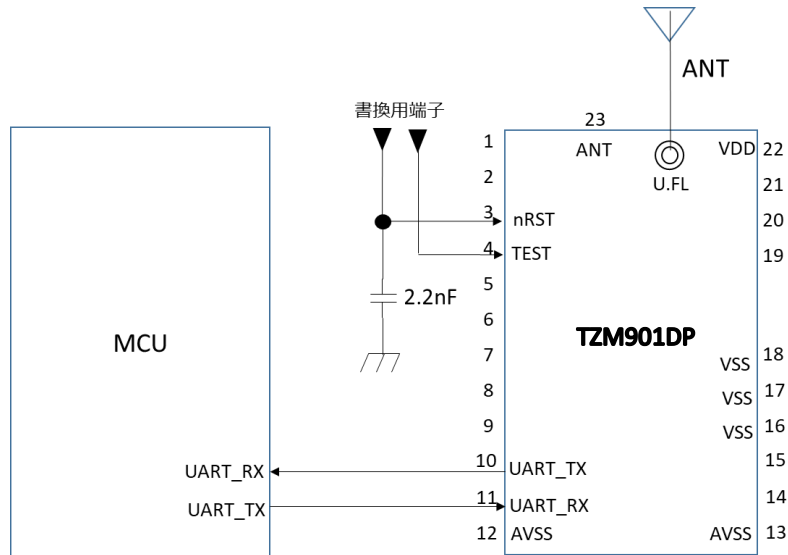 ANT
書換用端子
23
1
ANT
VDD 22
U.FL
2
21
3
nRST
20
4
TEST
19
5
2.2nF
6
TZM901DP
MCU
7
VSS 18
8
VSS 17
9
VSS 16
UART_RX
10
UART_TX
15
UART_TX
11
UART_RX
14
12
AVSS
AVSS 13